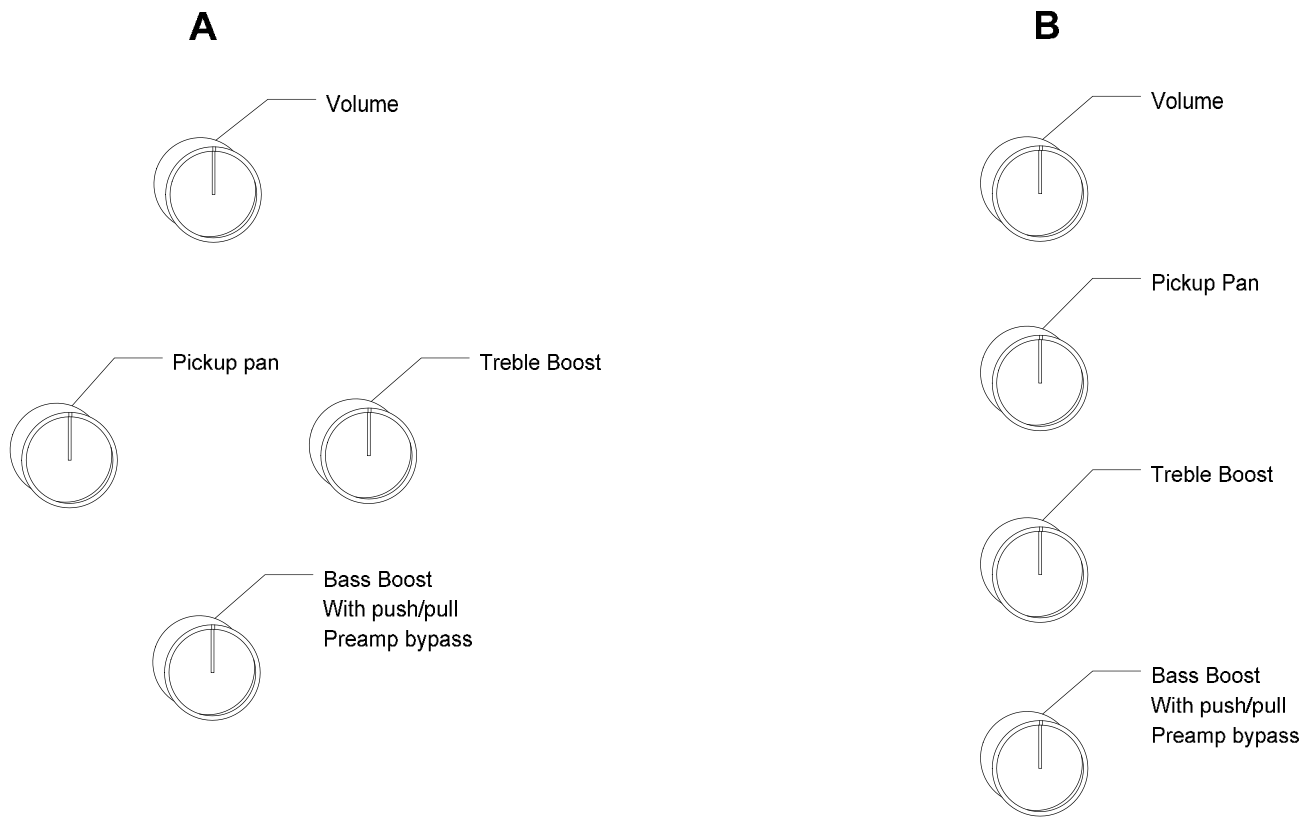 A
Volume
Pickup pan
Treble Boost
Bass Boost
With push/pull
Preamp bypass
B
Volume
Pickup Pan
Treble Boost
Bass Boost
With push/pull
Preamp bypass